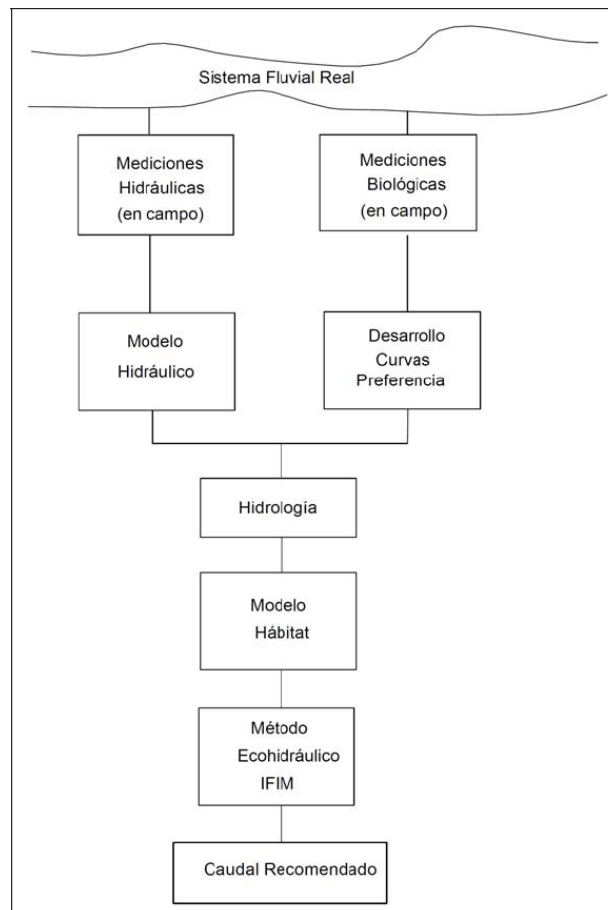 Sistema Fluvial Real
Mediciones
Hidráulicas
(en campo)
Mediciones
Biológicas
(en campo)
Modelo
Hidráulico
Desarrollo
Curvas
Preferencia
Hidrología
Modelo
Hábitat
Método
Ecohidráulico
IFIM
Caudal Recomendado